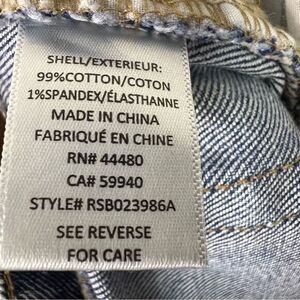 SHELL/EXTERIEUR:
99%COTTON/COTON
1%SPANDEX/ÉLASTHANNE
MADE IN CHINA
FABRIQUÉ EN CHINE
RN# 44480
CA# 59940
STYLE# RSB023986A
SEE REVERSE
FOR CARE